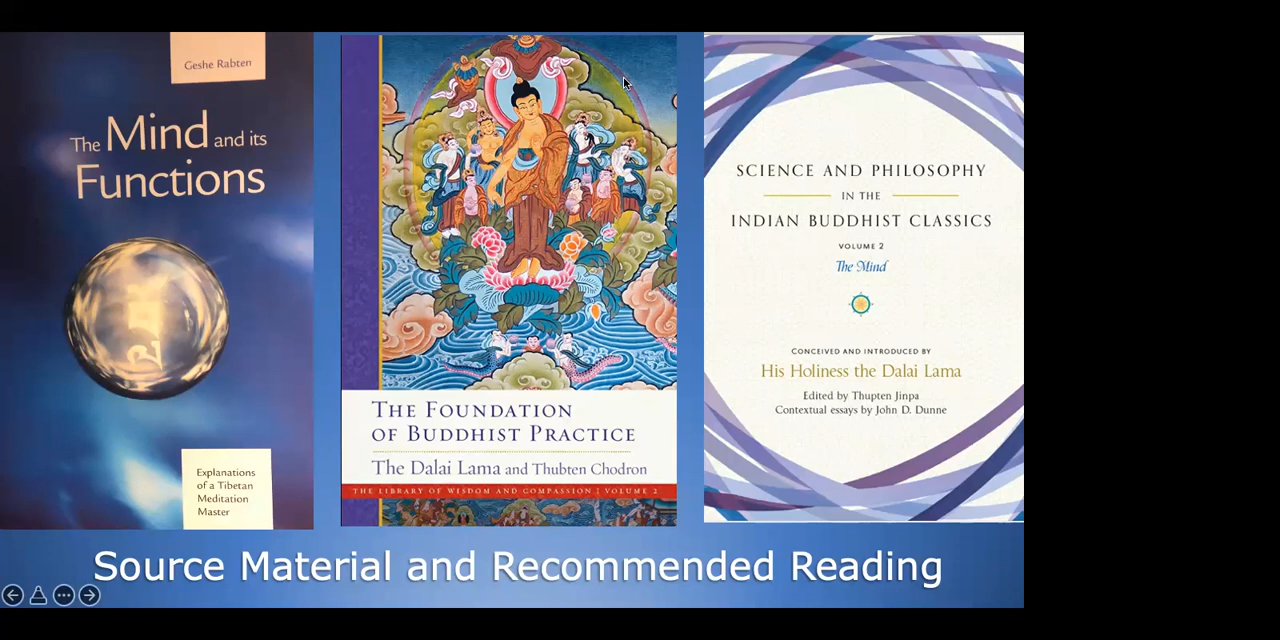 Geshe Rabten
The Mind and its
Functions
Explanations
of a Tibetan
Meditation
Master
THE FOUNDATION
OF BUDDHIST PRACTICE
The Dalai Lama and Thubten Chodron
THE LIBRARY OF WISDOM AND COMPASSION | VOLUME 2
SCIENCE AND PHILOSOPHY
IN THE
INDIAN BUDDHIST CLASSICS
VOLUME 2
The Mind
CONCEIVED AND INTRODUCED BY
His Holiness the Dalai Lama
Edited by Thupten Jinpa
Contextual essays by John D. Dunne
Source Material and Recommended Reading